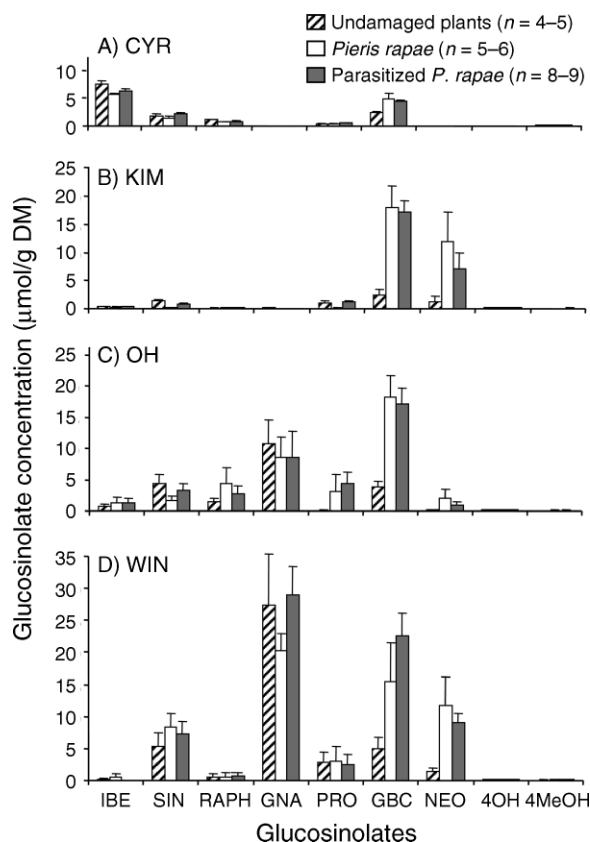 Undamaged plants (n = 4–5)
Pieris rapae (n = 5–6)
Parasitized P. rapae (n = 8–9)
A) CYR
10
5
0
B) KIM
25
20
15
10
5
0
C) OH
25
20
15
10
5
0
D) WIN
35
30
25
20
15
10
5
0
IBE SIN RAPH GNA PRO GBC NEO 4OH 4MeOH
Glucosinolates
Glucosinolate concentration (μmol/g DM)